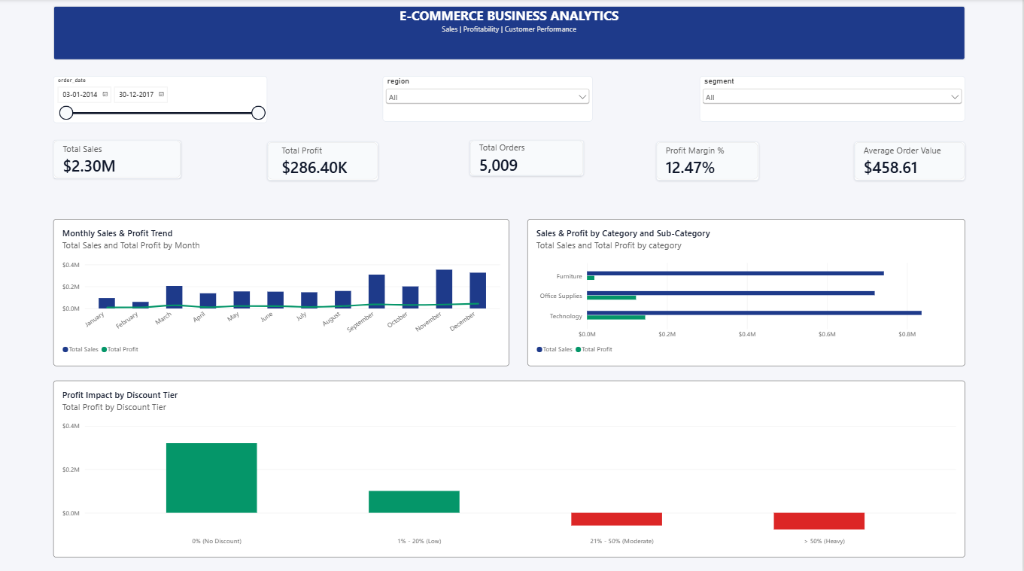 E-COMMERCE BUSINESS ANALYTICS
Sales | Profitability | Customer Performance
order_date
03-01-2014
30-12-2017
region
All
segment
All
Total Sales
$2.30M
Total Profit
$286.40K
Total Orders
5,009
Profit Margin %
12.47%
Average Order Value
$458.61
Monthly Sales & Profit Trend
Total Sales and Total Profit by Month
$0.4M
$0.2M
$0.0M
January
February
March
April
May
June
July
August
September
October
November
December
Total Sales
Total Profit
Sales & Profit by Category and Sub-Category
Total Sales and Total Profit by category
Furniture
Office Supplies
Technology
$0.0M
$0.2M
$0.4M
$0.6M
$0.8M
Total Sales
Total Profit
Profit Impact by Discount Tier
Total Profit by Discount Tier
$0.4M
$0.2M
$0.0M
0% (No Discount)
1% - 20% (Low)
21% - 50% (Moderate)
> 50% (Heavy)